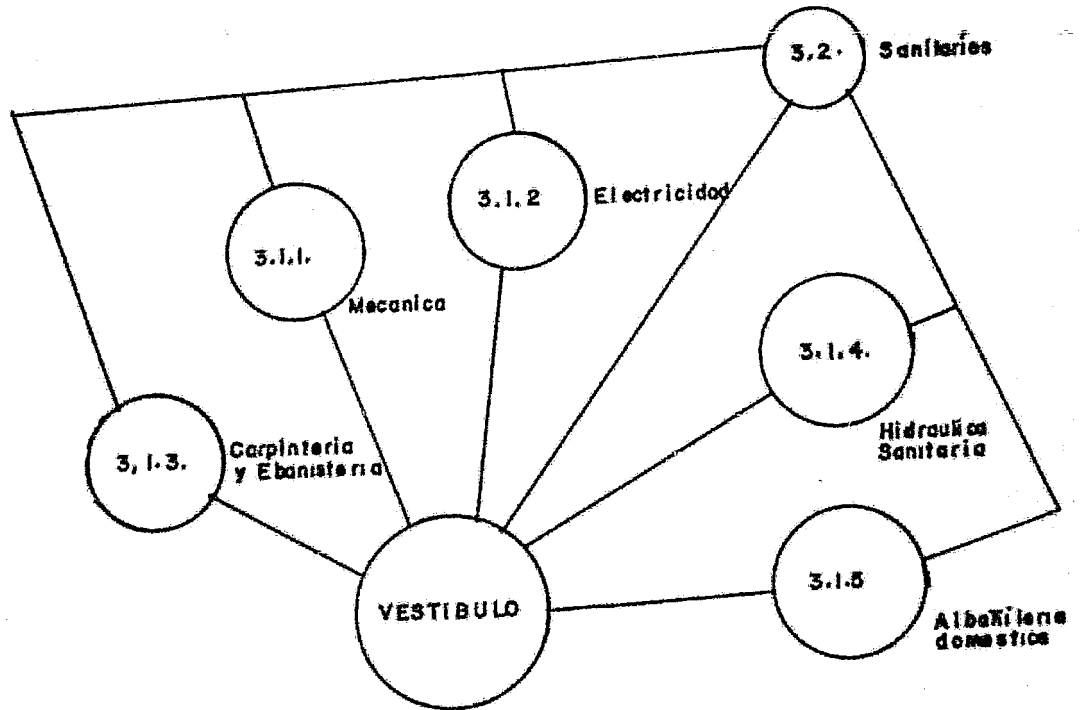 3.2.
Sanitarios
3.1.2
Electricidad
3.1.1.
Mecanica
3.1.4.
Hidraulica
Sanitaria
3,1.3.
Carpinteria
y Ebanisteria
3.1.5
VESTIBULO
Albañileria
domestica